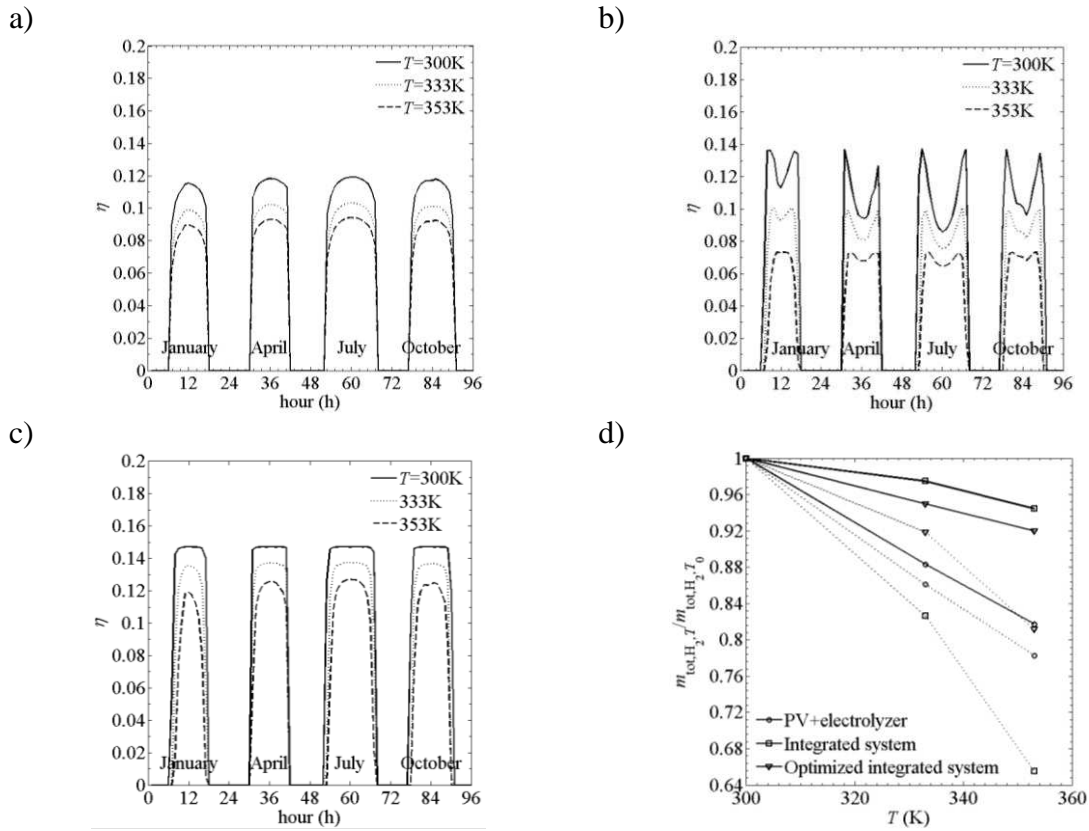 a)
0.2
0.18
0.16
0.14
0.12
0.1
0.08
0.06
0.04
0.02
0
η
T=300K
T=333K
T=353K
January April July October
0 12 24 36 48 60 72 84 96
hour (h)
b)
0.2
0.18
0.16
0.14
0.12
0.1
0.08
0.06
0.04
0.02
0
η
T=300K
333K
353K
January April July October
0 12 24 36 48 60 72 84 96
hour (h)
c)
0.2
0.18
0.16
0.14
0.12
0.1
0.08
0.06
0.04
0.02
0
η
T=300K
333K
353K
January April July October
0 12 24 36 48 60 72 84 96
hour (h)
d)
1
0.96
0.92
0.88
0.84
0.8
0.76
0.72
0.68
0.64
m_tot,H₂,T/m_tot,H₂,T₀
PV+electrolyzer
Integrated system
Optimized integrated system
300 320 340 360
T (K)